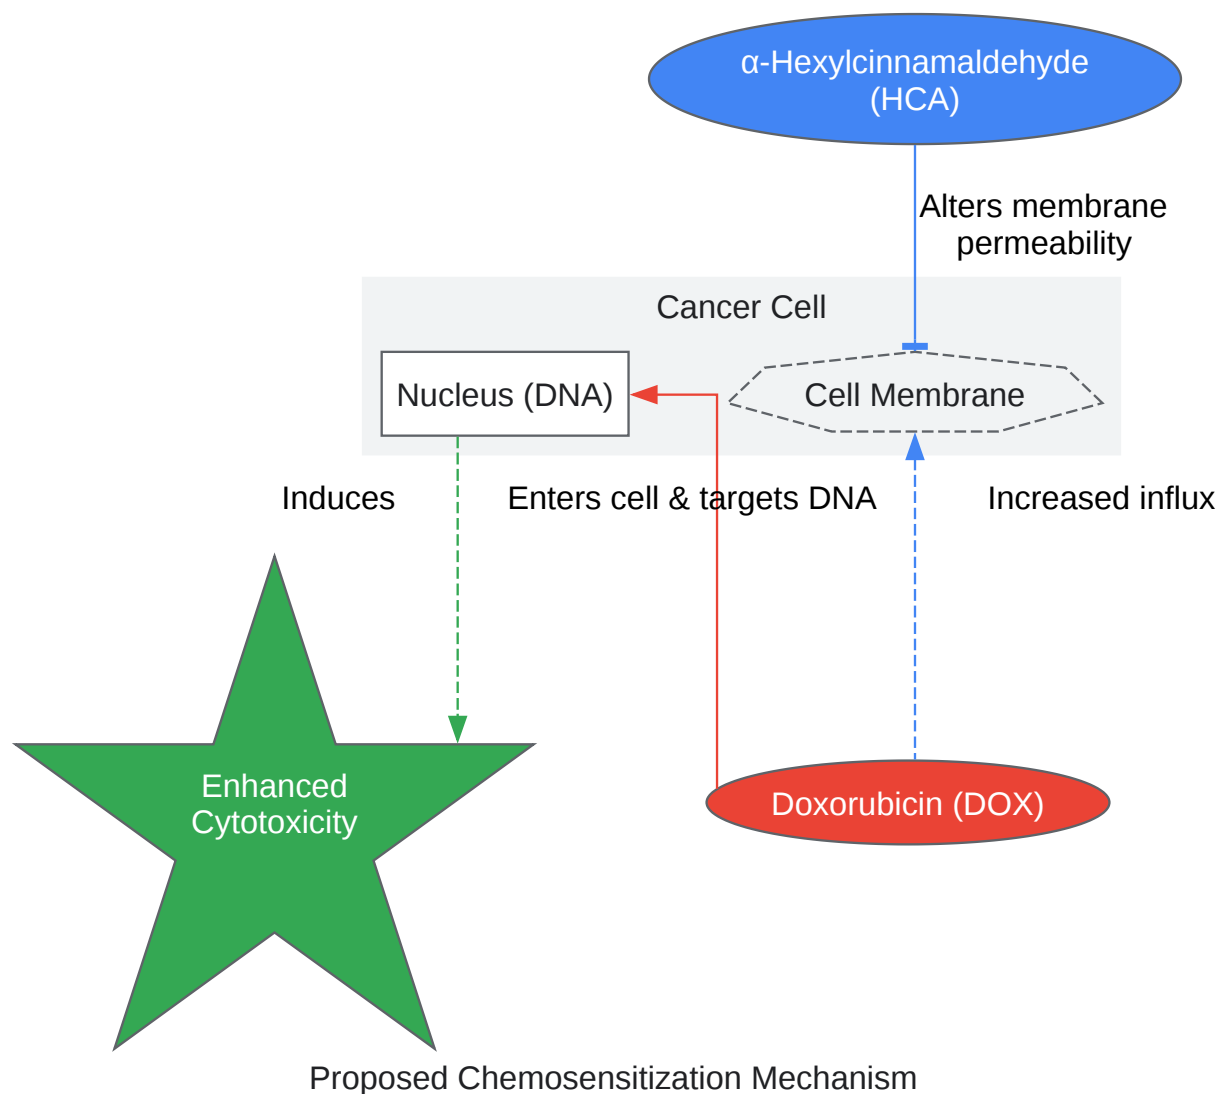 α-Hexylcinnamaldehyde
(HCA)
Alters membrane
permeability
Cancer Cell
Nucleus (DNA)
Cell Membrane
Induces
Enters cell & targets DNA
Increased influx
Enhanced
Cytotoxicity
Doxorubicin (DOX)
Proposed Chemosensitization Mechanism